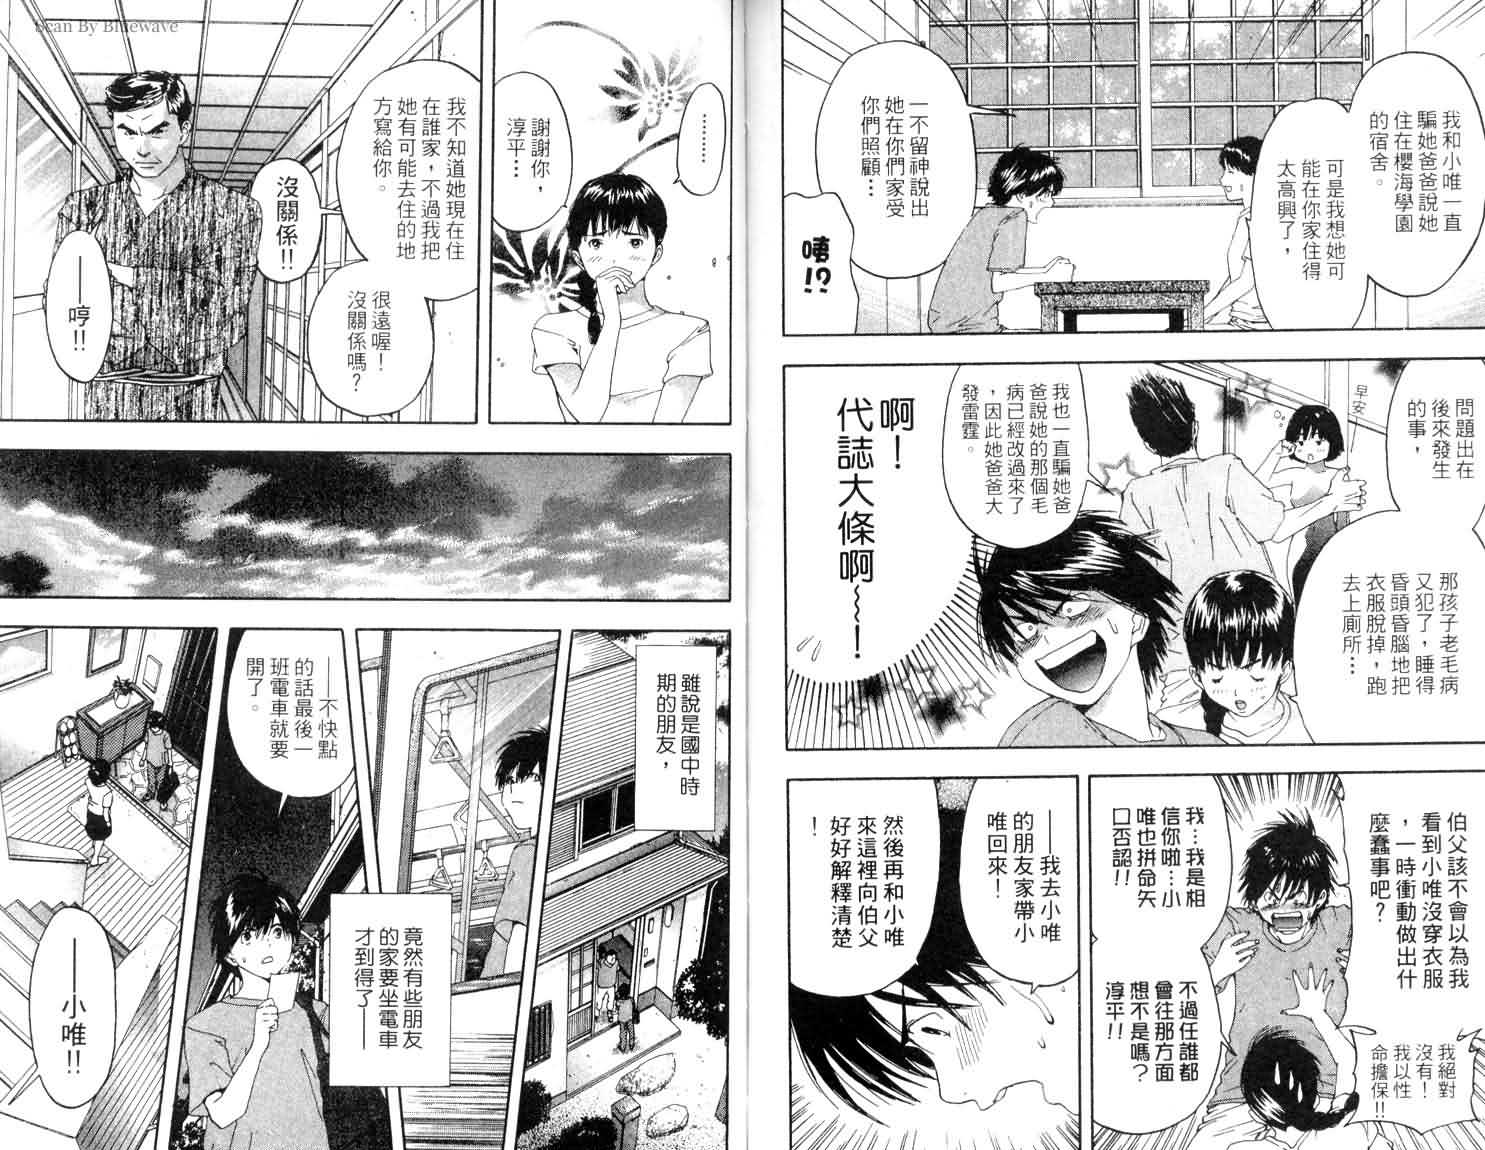 Scan By Bluewave
我和小唯一直
騙她爸爸說她
住在櫻海學園
的宿舍。
可是我想她可
能在你家住得
太高興了，
一不留神說出
她在你們家受
你們照顧…
咦!?
問題出在
後來發生
的事，
早安
那孩子老毛病
又犯了，睡得
昏頭昏腦地把
衣服脫掉，跑
去上廁所…
我也一直騙她爸
爸說她的那個毛
病已經改過來了
，因此她爸爸大
發雷霆。
啊！
代誌大條啊～～！
伯父該不會以為我
看到小唯沒穿衣服
，一時衝動做出什
麼蠢事吧？
我絕對
沒有！
我以性
命擔保!!
我…我是相
信你啦…小
唯也拼命矢
口否認!!
不過任誰都
會往那方面
想不是嗎？
淳平!!
——我去小唯
的朋友家帶小
唯回來！
然後再和小唯
來這裡向伯父
好好解釋清楚
！
………
謝謝你，
淳平…
我不知道她現在住
在誰家，不過我把
她有可能去住的地
方寫給你。
很遠喔！
沒關係嗎？
沒關係!!
——哼!!
雖說是國中時
期的朋友，
竟然有些朋友
的家要坐電車
才到得了——
——不快點
的話最後一
班電車就要
開了。
——小唯!!